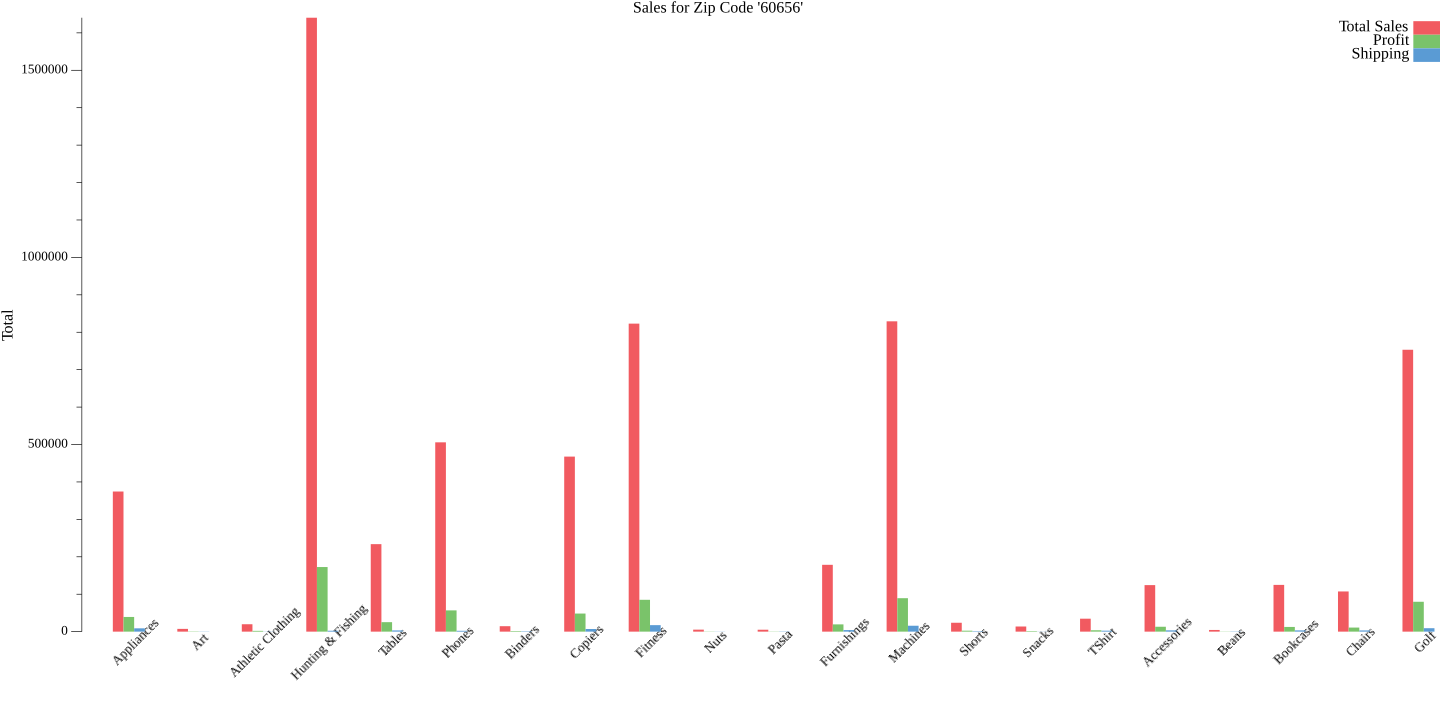 Sales for Zip Code '60656'
Total Sales
Profit
Shipping
Total
1500000
1000000
500000
0
Appliances
Art
Athletic Clothing
Hunting & Fishing
Tables
Phones
Binders
Copiers
Fitness
Nuts
Pasta
Furnishings
Machines
Shorts
Snacks
TShirt
Accessories
Beans
Bookcases
Chairs
Golf